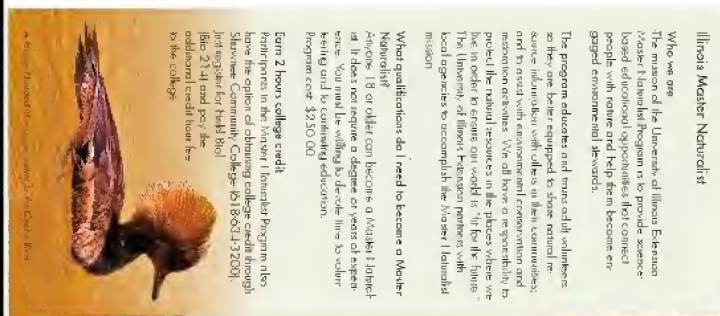 Illinois Master Naturalist
Who we are
The mission of the University of Illinois Extension
Master Naturalist Program is to provide science-
based educational opportunities that connect
people with nature and help them become en-
gaged environmental stewards.
The program educates and trains adult volunteers
so they are better equipped to share natural re-
source information with others in their communities;
and to assist with environmental conservation and
restoration activities. We all have a responsibility to
protect the natural resources in the places where we
live in order to ensure our world is fit for the future.
The University of Illinois Extension partners with
local agencies to accomplish the Master Naturalist
mission.
What qualifications do I need to become a Master
Naturalist?
Anyone 18 or older can become a Master Natural-
ist. It does not require a degree or years of experi-
ence. You must be willing to devote time to volun-
teering and to continuing education.
Program cost: $250.00
Earn 2 hours college credit
Participants in the Master Naturalist Program also
have the option of obtaining college credit through
Shawnee Community College (618-634-3200).
Just register for Field Biol
(Bio 214) and pay the
additional credit hour fee
to the college.
A Hooded Merganser